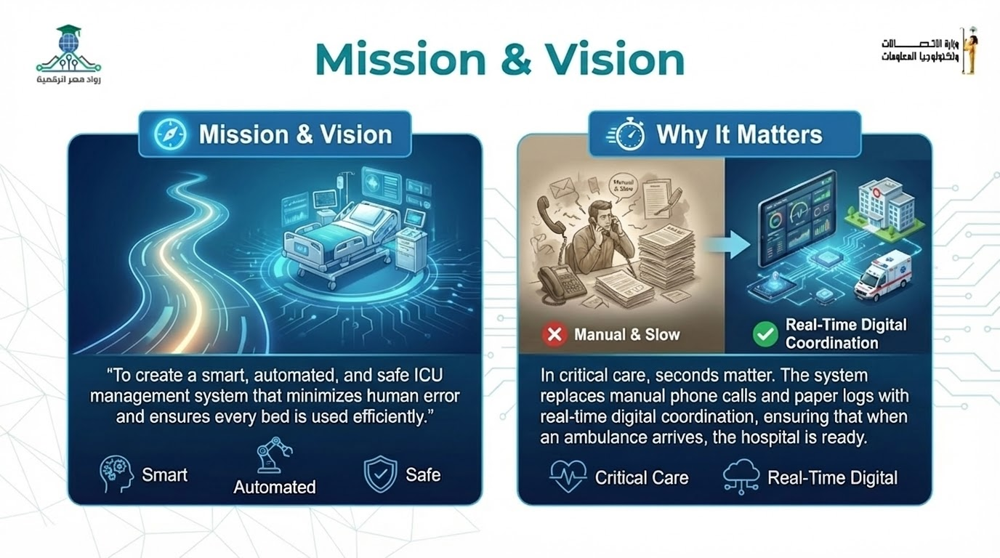 رواد مصر الرقمية
Mission & Vision
وزارة الاتصالات
وتكنولوجيا المعلومات
Mission & Vision
"To create a smart, automated, and safe ICU
management system that minimizes human error
and ensures every bed is used efficiently."
Smart
Automated
Safe
Why It Matters
Manual
& Slow
Manual & Slow
Real-Time Digital
Coordination
In critical care, seconds matter. The system
replaces manual phone calls and paper logs with
real-time digital coordination, ensuring that when
an ambulance arrives, the hospital is ready.
Critical Care
Real-Time Digital